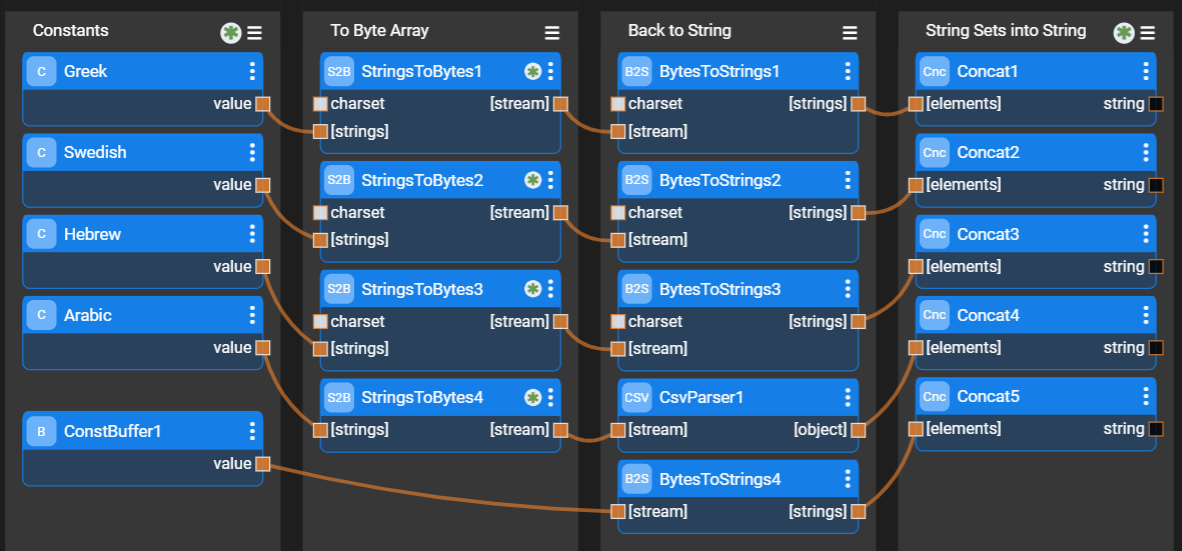 Constants
C Greek
value
C Swedish
value
C Hebrew
value
C Arabic
value
B ConstBuffer1
value
To Byte Array
S2B StringsToBytes1
charset [stream]
[strings]
S2B StringsToBytes2
charset [stream]
[strings]
S2B StringsToBytes3
charset [stream]
[strings]
S2B StringsToBytes4
[strings] [stream]
Back to String
B2S BytesToStrings1
charset [strings]
[stream]
B2S BytesToStrings2
charset [strings]
[stream]
B2S BytesToStrings3
charset [strings]
[stream]
CSV CsvParser1
[stream] [object]
B2S BytesToStrings4
[stream] [strings]
String Sets into String
Cnc Concat1
[elements] string
Cnc Concat2
[elements] string
Cnc Concat3
[elements] string
Cnc Concat4
[elements] string
Cnc Concat5
[elements] string